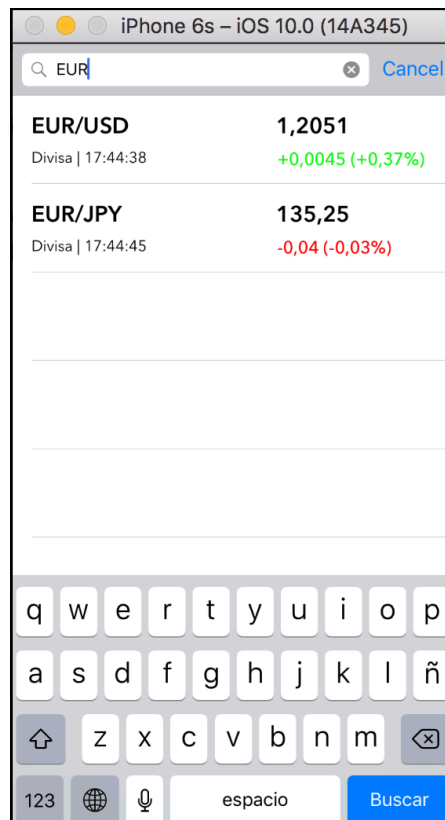 iPhone 6s – iOS 10.0 (14A345)
EUR Cancel
EUR/USD 1,2051
Divisa | 17:44:38 +0,0045 (+0,37%)
EUR/JPY 135,25
Divisa | 17:44:45 -0,04 (-0,03%)
q w e r t y u i o p
a s d f g h j k l ñ
z x c v b n m
123 espacio Buscar